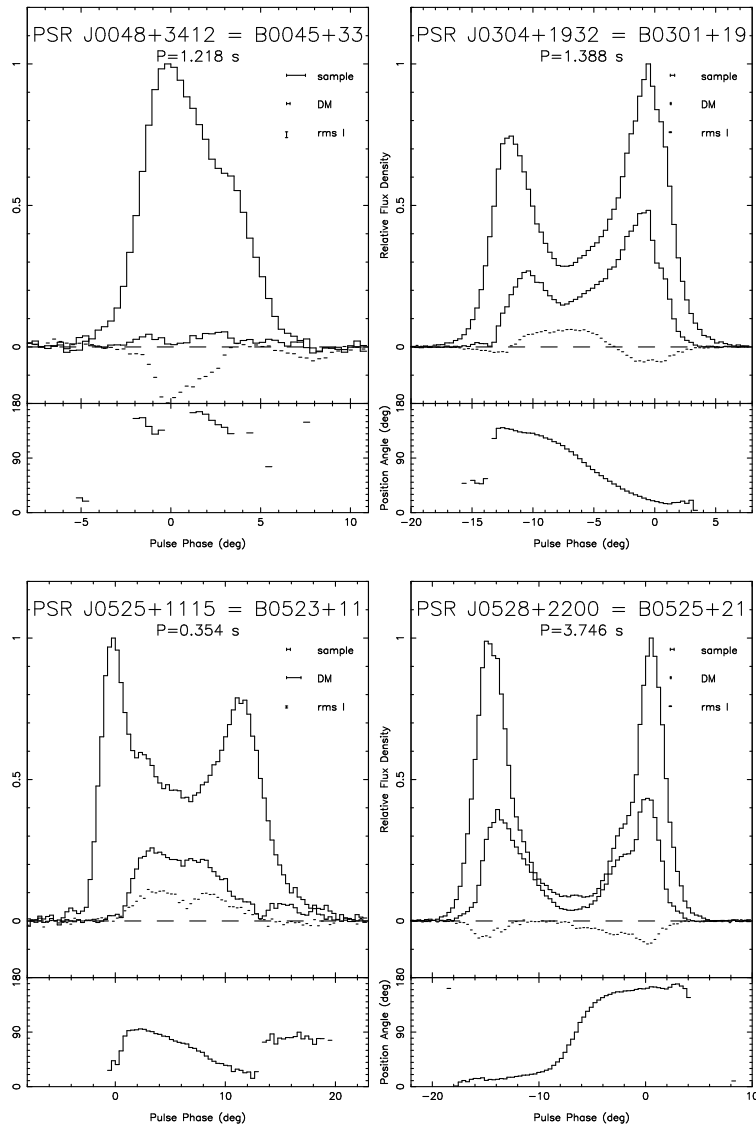 PSR J0048+3412 = B0045+33
P=1.218 s
sample
DM
rms I
1
0.5
0
180
90
0
Relative Flux Density
Position Angle (deg)
-5 0 5 10
Pulse Phase (deg)
PSR J0304+1932 = B0301+19
P=1.388 s
sample
DM
rms I
1
0.5
0
180
90
0
-20 -15 -10 -5 0 5
Pulse Phase (deg)
PSR J0525+1115 = B0523+11
P=0.354 s
sample
DM
rms I
1
0.5
0
180
90
0
Relative Flux Density
Position Angle (deg)
0 10 20
Pulse Phase (deg)
PSR J0528+2200 = B0525+21
P=3.746 s
sample
DM
rms I
1
0.5
0
180
90
0
-20 -10 0 10
Pulse Phase (deg)